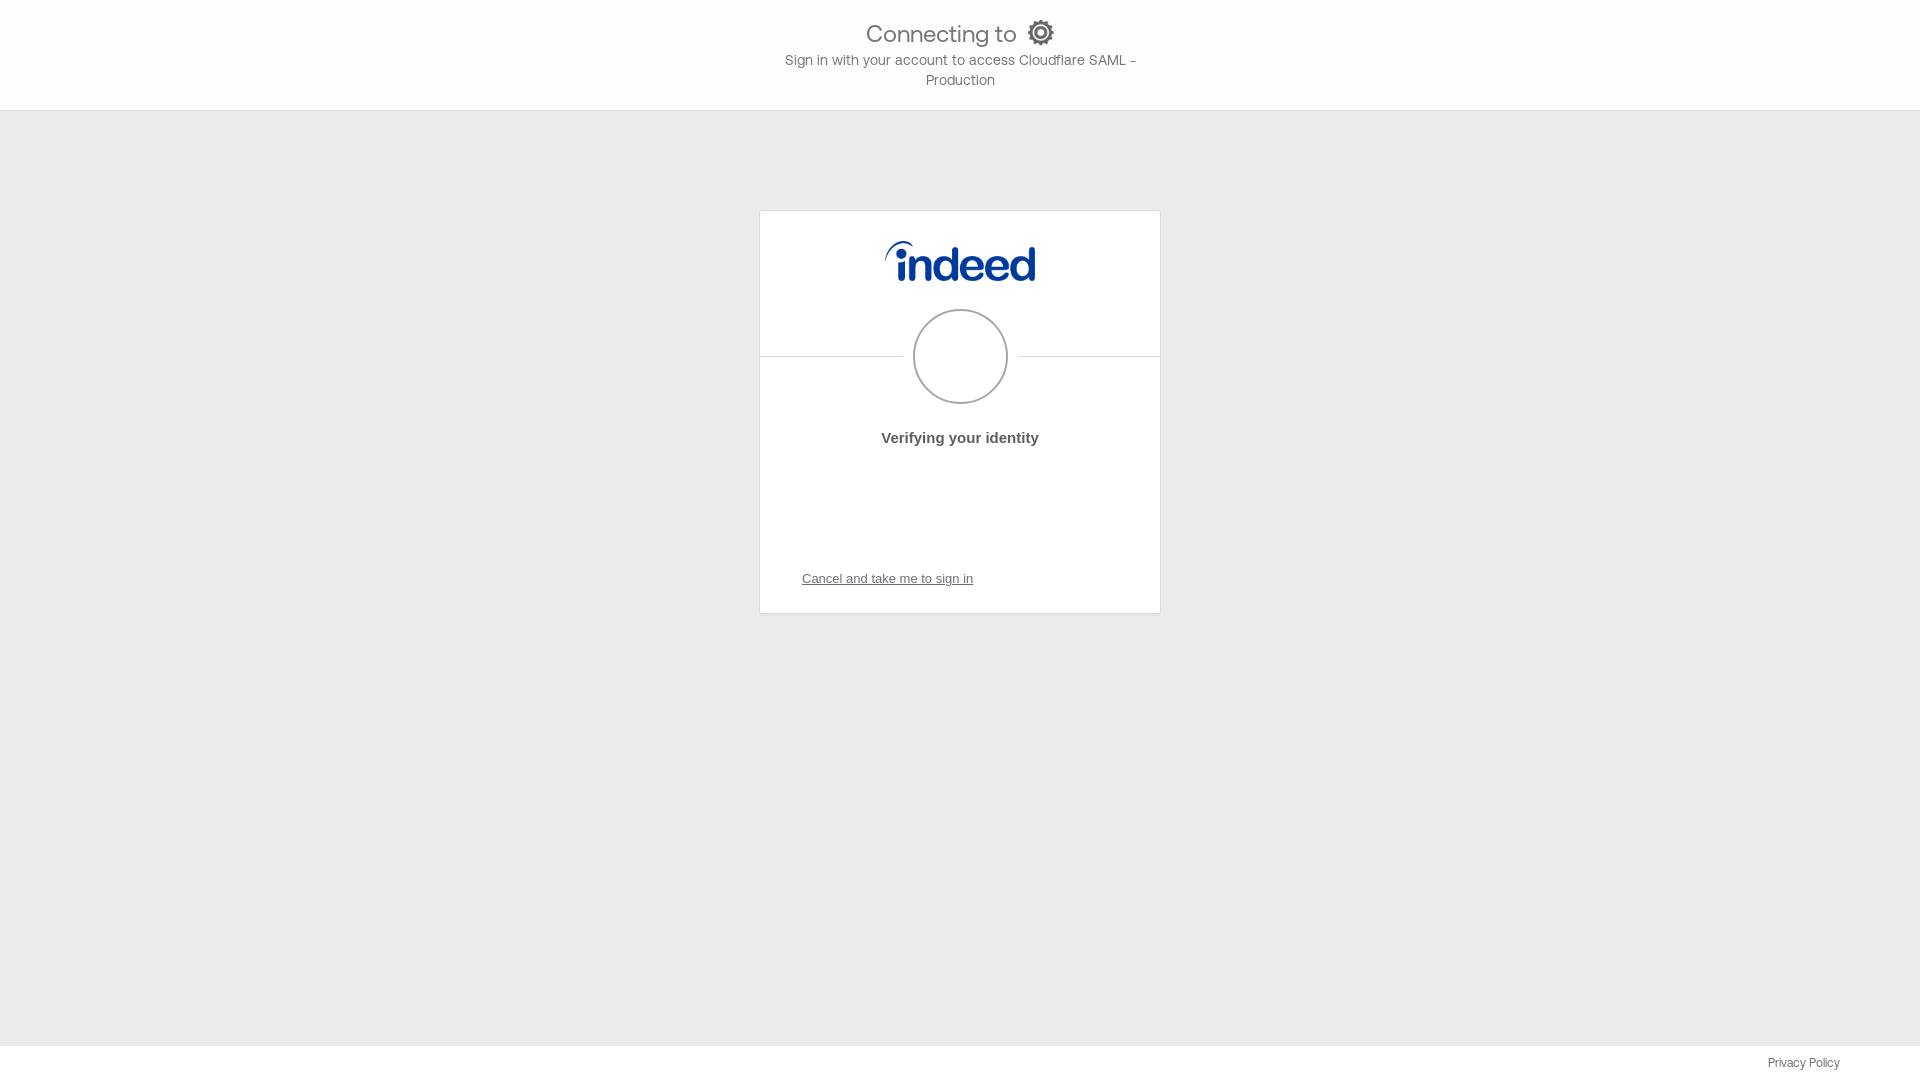 Connecting to
Sign in with your account to access Cloudflare SAML -
Production
indeed
Verifying your identity
Cancel and take me to sign in
Privacy Policy